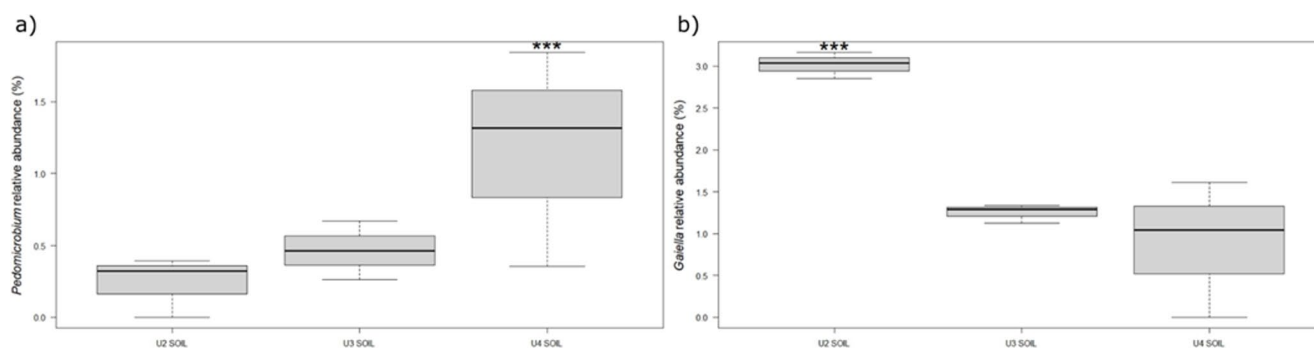 a)
***
Pedomicrobium relative abundance (%)
1.5
1.0
0.5
0.0
U2 SOIL
U3 SOIL
U4 SOIL
b)
***
Gaiella relative abundance (%)
3.0
2.5
2.0
1.5
1.0
0.5
0.0
U2 SOIL
U3 SOIL
U4 SOIL